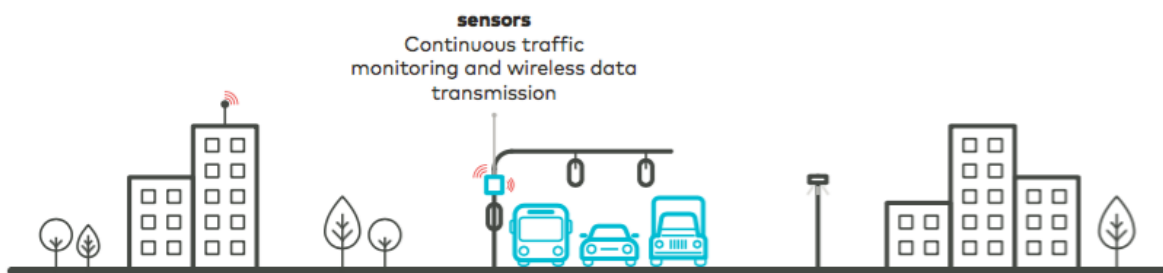 sensors
Continuous traffic
monitoring and wireless data
transmission